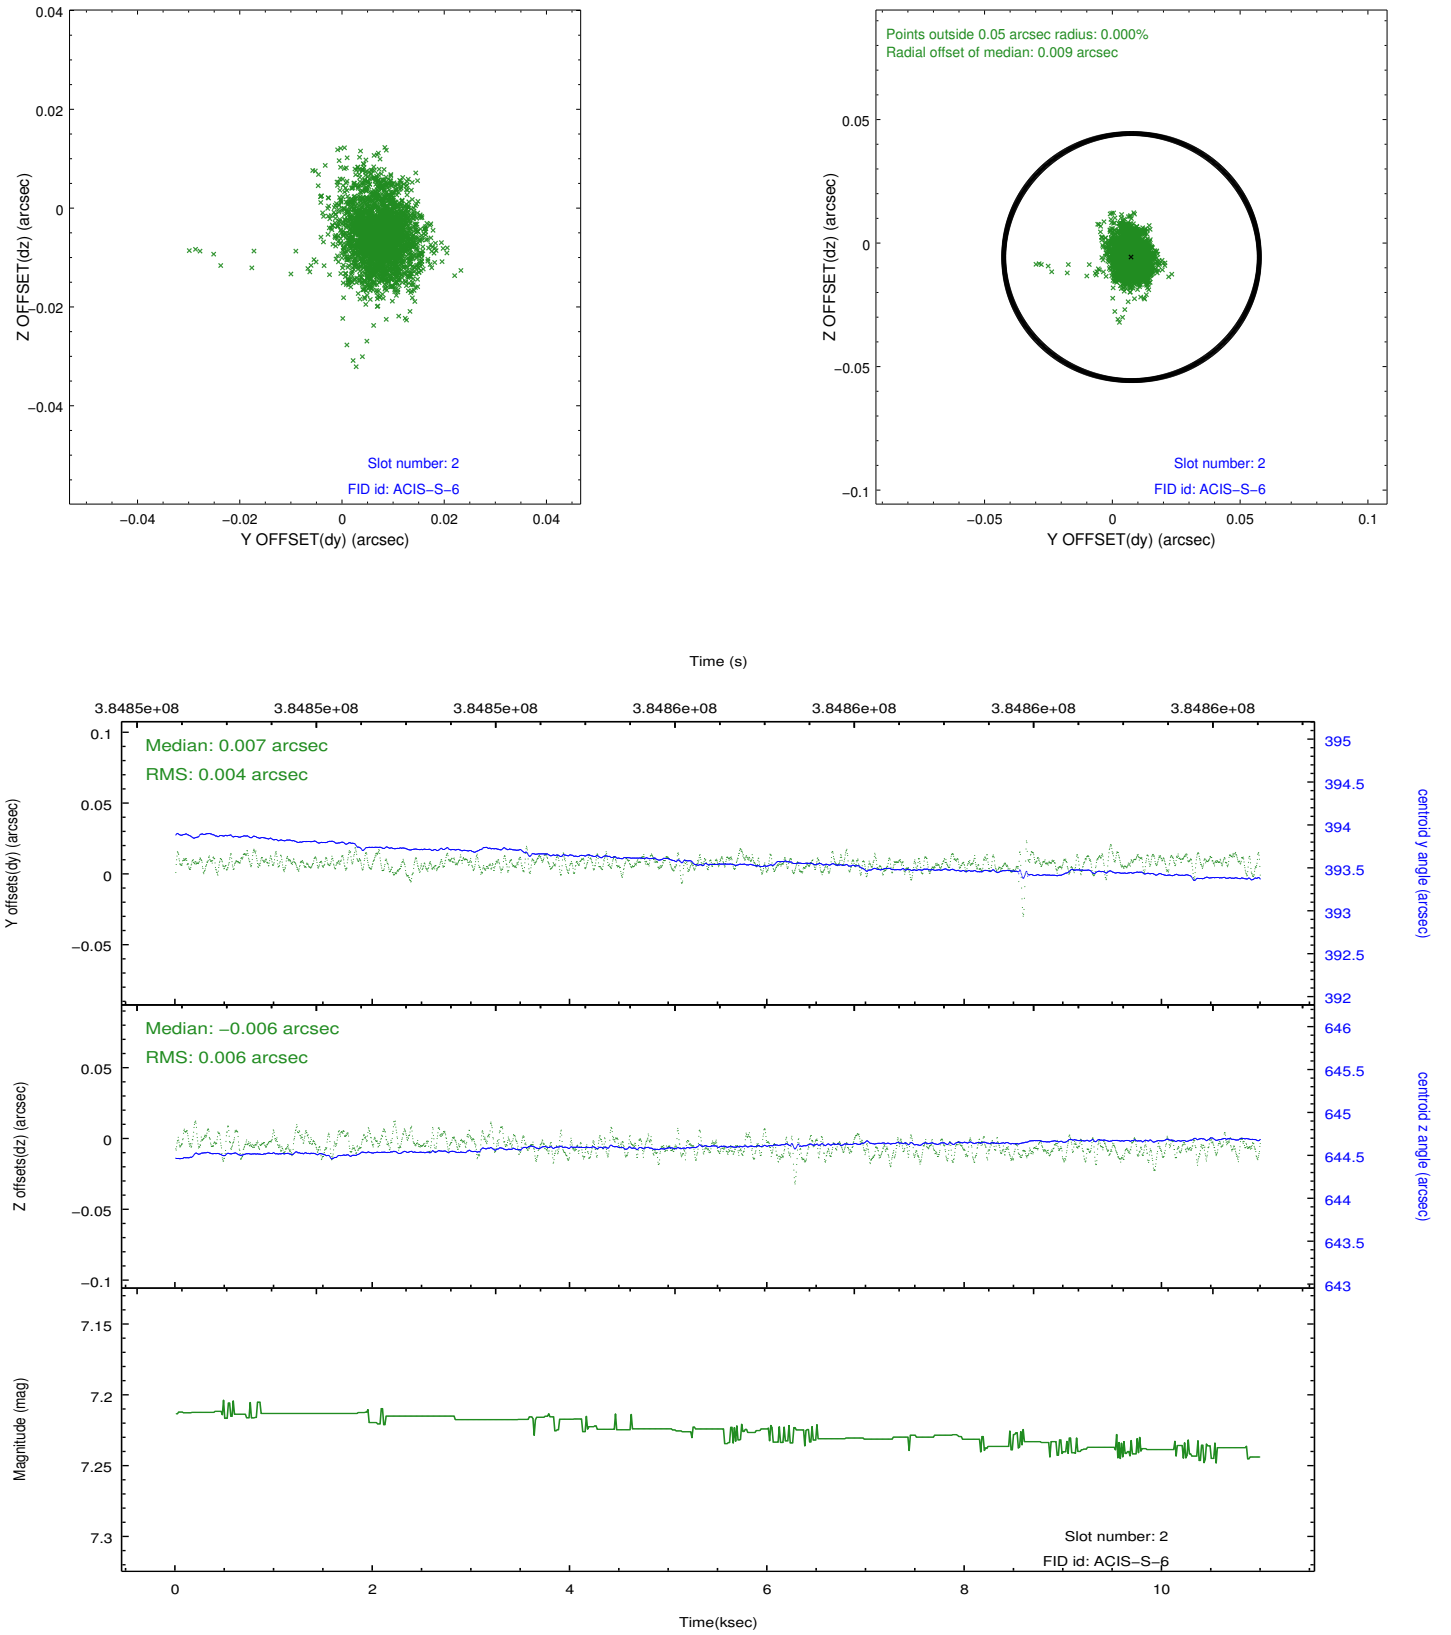 0.04
0.02
0
−0.02
−0.04
Z OFFSET(dz) (arcsec)
Slot number: 2
FID id: ACIS−S−6
−0.04
−0.02
0
0.02
0.04
Y OFFSET(dy) (arcsec)
Points outside 0.05 arcsec radius: 0.000%
Radial offset of median: 0.009 arcsec
0.05
0
−0.05
−0.1
Z OFFSET(dz) (arcsec)
Slot number: 2
FID id: ACIS−S−6
−0.05
0
0.05
0.1
Y OFFSET(dy) (arcsec)
Time (s)
3.8485e+08
3.8485e+08
3.8485e+08
3.8486e+08
3.8486e+08
3.8486e+08
3.8486e+08
Median: 0.007 arcsec
RMS: 0.004 arcsec
0.1
0.05
0
−0.05
Y offsets(dy) (arcsec)
395
394.5
394
393.5
393
392.5
392
centroid y angle (arcsec)
Median: −0.006 arcsec
RMS: 0.006 arcsec
0.05
0
−0.05
−0.1
Z offsets(dz) (arcsec)
646
645.5
645
644.5
644
643.5
643
centroid z angle (arcsec)
7.15
7.2
7.25
7.3
Magnitude (mag)
Slot number: 2
FID id: ACIS−S−6
0
2
4
6
8
10
Time(ksec)